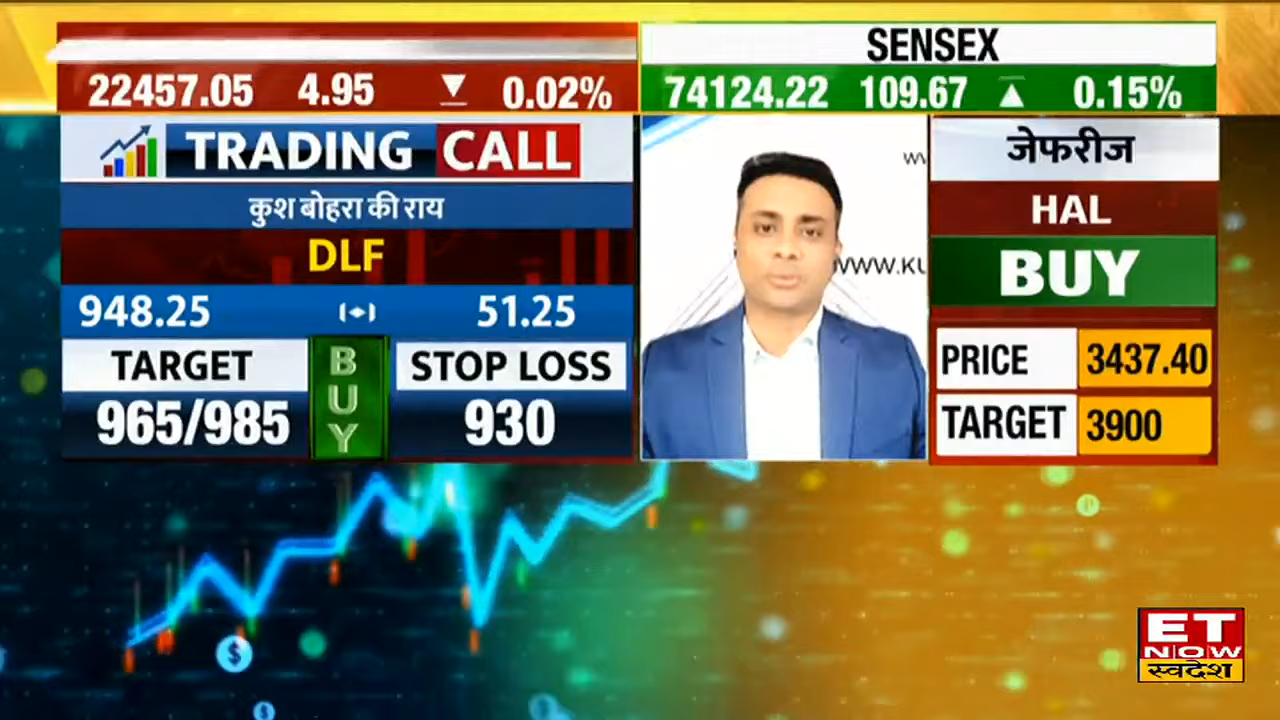 SENSEX
22457.05 4.95 ▼ 0.02%
74124.22 109.67 ▲ 0.15%
TRADING CALL
कुश बोहरा की राय
DLF
948.25 51.25
TARGET
965/985
BUY
STOP LOSS
930
WWW.KU
जेफरीज
HAL
BUY
PRICE 3437.40
TARGET 3900
ET
NOW
स्वदेश